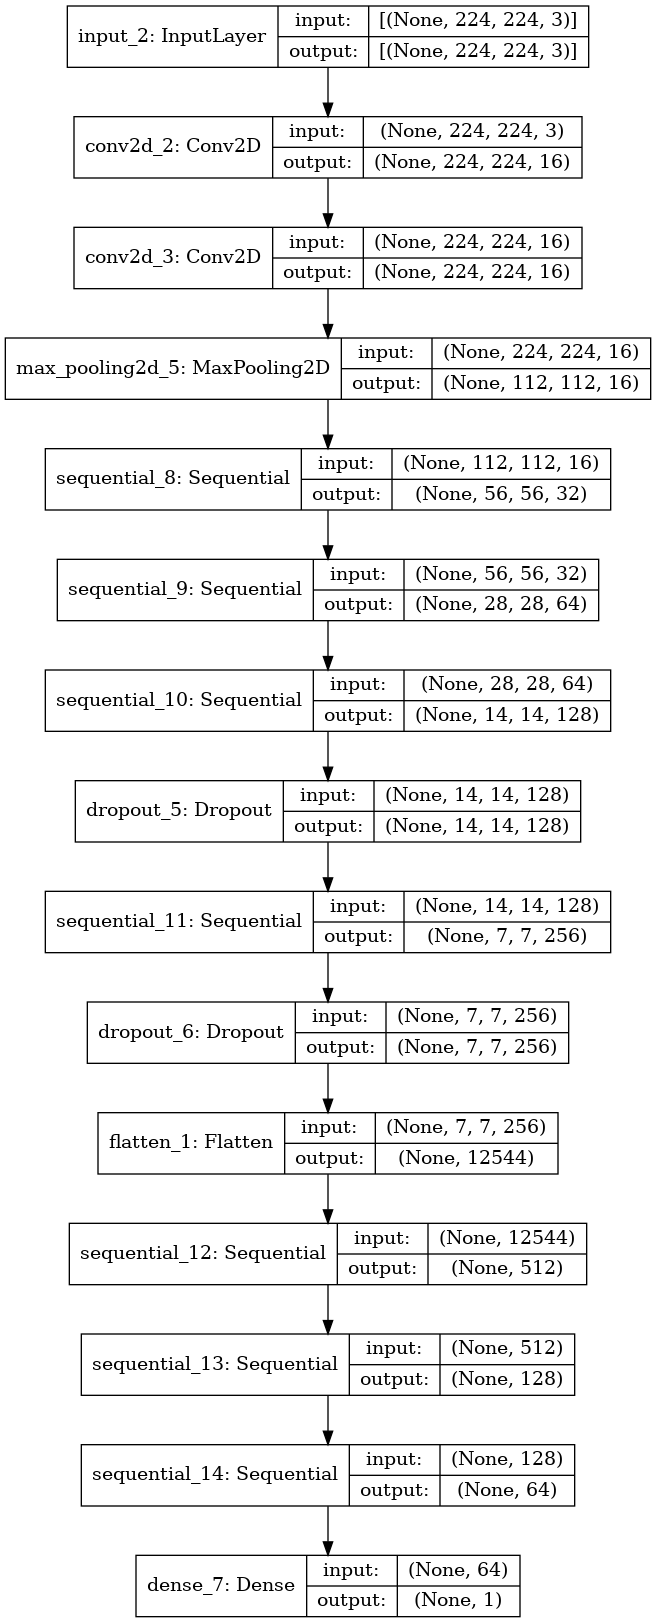 input_2: InputLayer
input: [(None, 224, 224, 3)]
output: [(None, 224, 224, 3)]
conv2d_2: Conv2D
input: (None, 224, 224, 3)
output: (None, 224, 224, 16)
conv2d_3: Conv2D
input: (None, 224, 224, 16)
output: (None, 224, 224, 16)
max_pooling2d_5: MaxPooling2D
input: (None, 224, 224, 16)
output: (None, 112, 112, 16)
sequential_8: Sequential
input: (None, 112, 112, 16)
output: (None, 56, 56, 32)
sequential_9: Sequential
input: (None, 56, 56, 32)
output: (None, 28, 28, 64)
sequential_10: Sequential
input: (None, 28, 28, 64)
output: (None, 14, 14, 128)
dropout_5: Dropout
input: (None, 14, 14, 128)
output: (None, 14, 14, 128)
sequential_11: Sequential
input: (None, 14, 14, 128)
output: (None, 7, 7, 256)
dropout_6: Dropout
input: (None, 7, 7, 256)
output: (None, 7, 7, 256)
flatten_1: Flatten
input: (None, 7, 7, 256)
output: (None, 12544)
sequential_12: Sequential
input: (None, 12544)
output: (None, 512)
sequential_13: Sequential
input: (None, 512)
output: (None, 128)
sequential_14: Sequential
input: (None, 128)
output: (None, 64)
dense_7: Dense
input: (None, 64)
output: (None, 1)